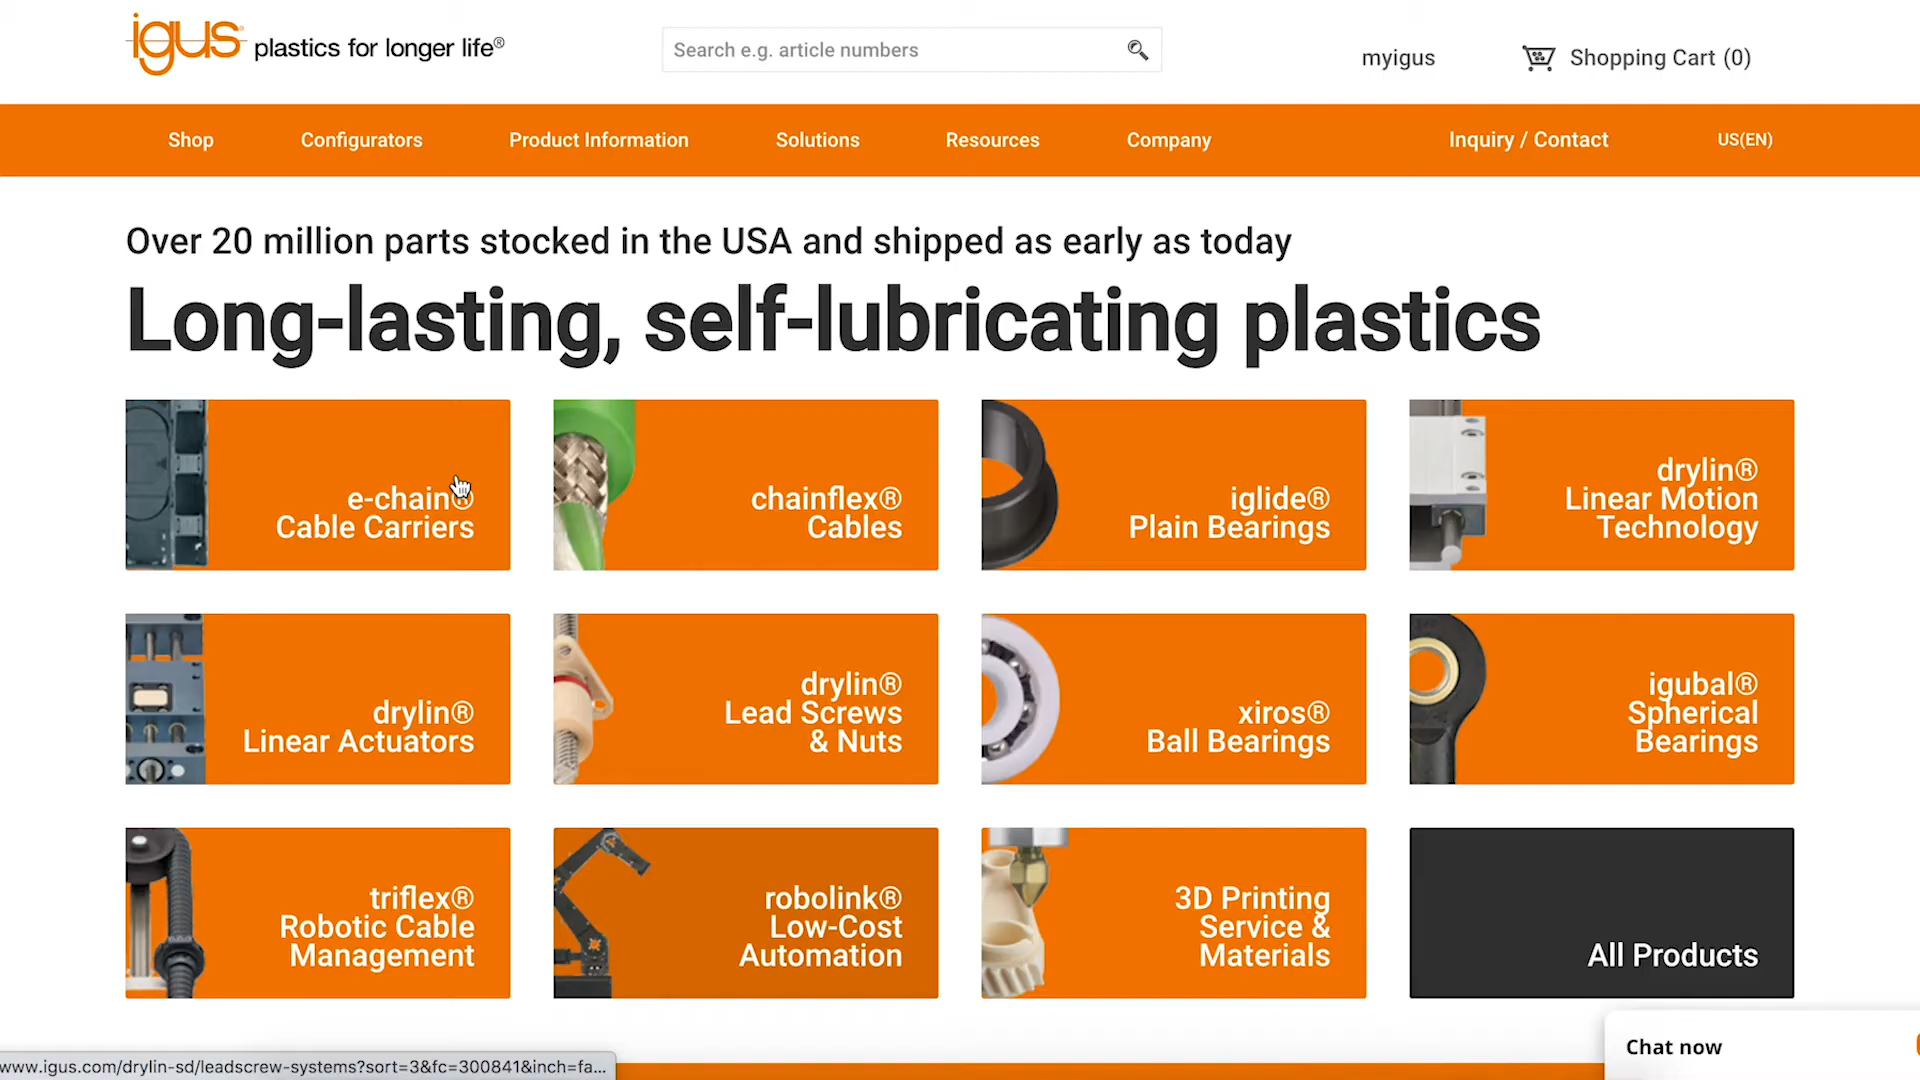 igus® plastics for longer life®
Search e.g. article numbers
myigus
Shopping Cart (0)
Shop
Configurators
Product Information
Solutions
Resources
Company
Inquiry / Contact
US(EN)
Over 20 million parts stocked in the USA and shipped as early as today
Long-lasting, self-lubricating plastics
e-chain®
Cable Carriers
chainflex®
Cables
iglide®
Plain Bearings
drylin®
Linear Motion
Technology
drylin®
Linear Actuators
drylin®
Lead Screws
& Nuts
xiros®
Ball Bearings
igubal®
Spherical
Bearings
triflex®
Robotic Cable
Management
robolink®
Low-Cost
Automation
3D Printing
Service &
Materials
All Products
Chat now
www.igus.com/drylin-sd/leadscrew-systems?sort=3&fc=300841&inch=fa...